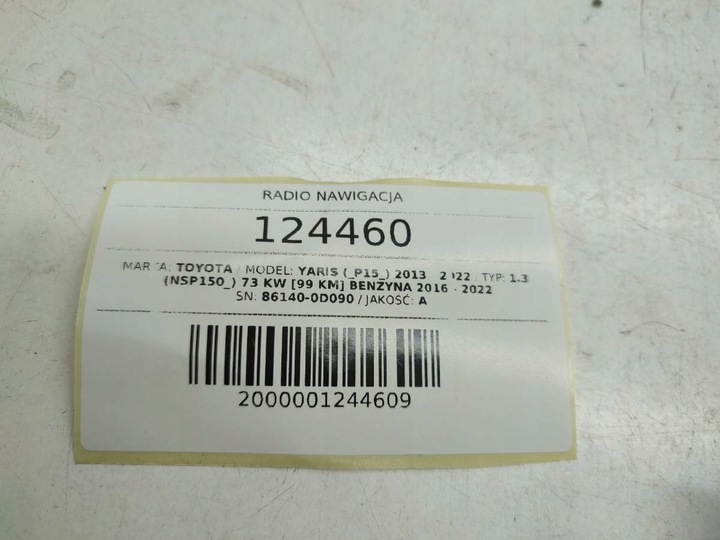 RADIO NAWIGACJA
124460
MARKA: TOYOTA / MODEL: YARIS (_P15_) 2013 - 2022 / TYP: 1.3
(NSP150_) 73 KW [99 KM] BENZYNA 2016 - 2022
SN: 86140-0D090 / JAKOŚĆ: A
2000001244609